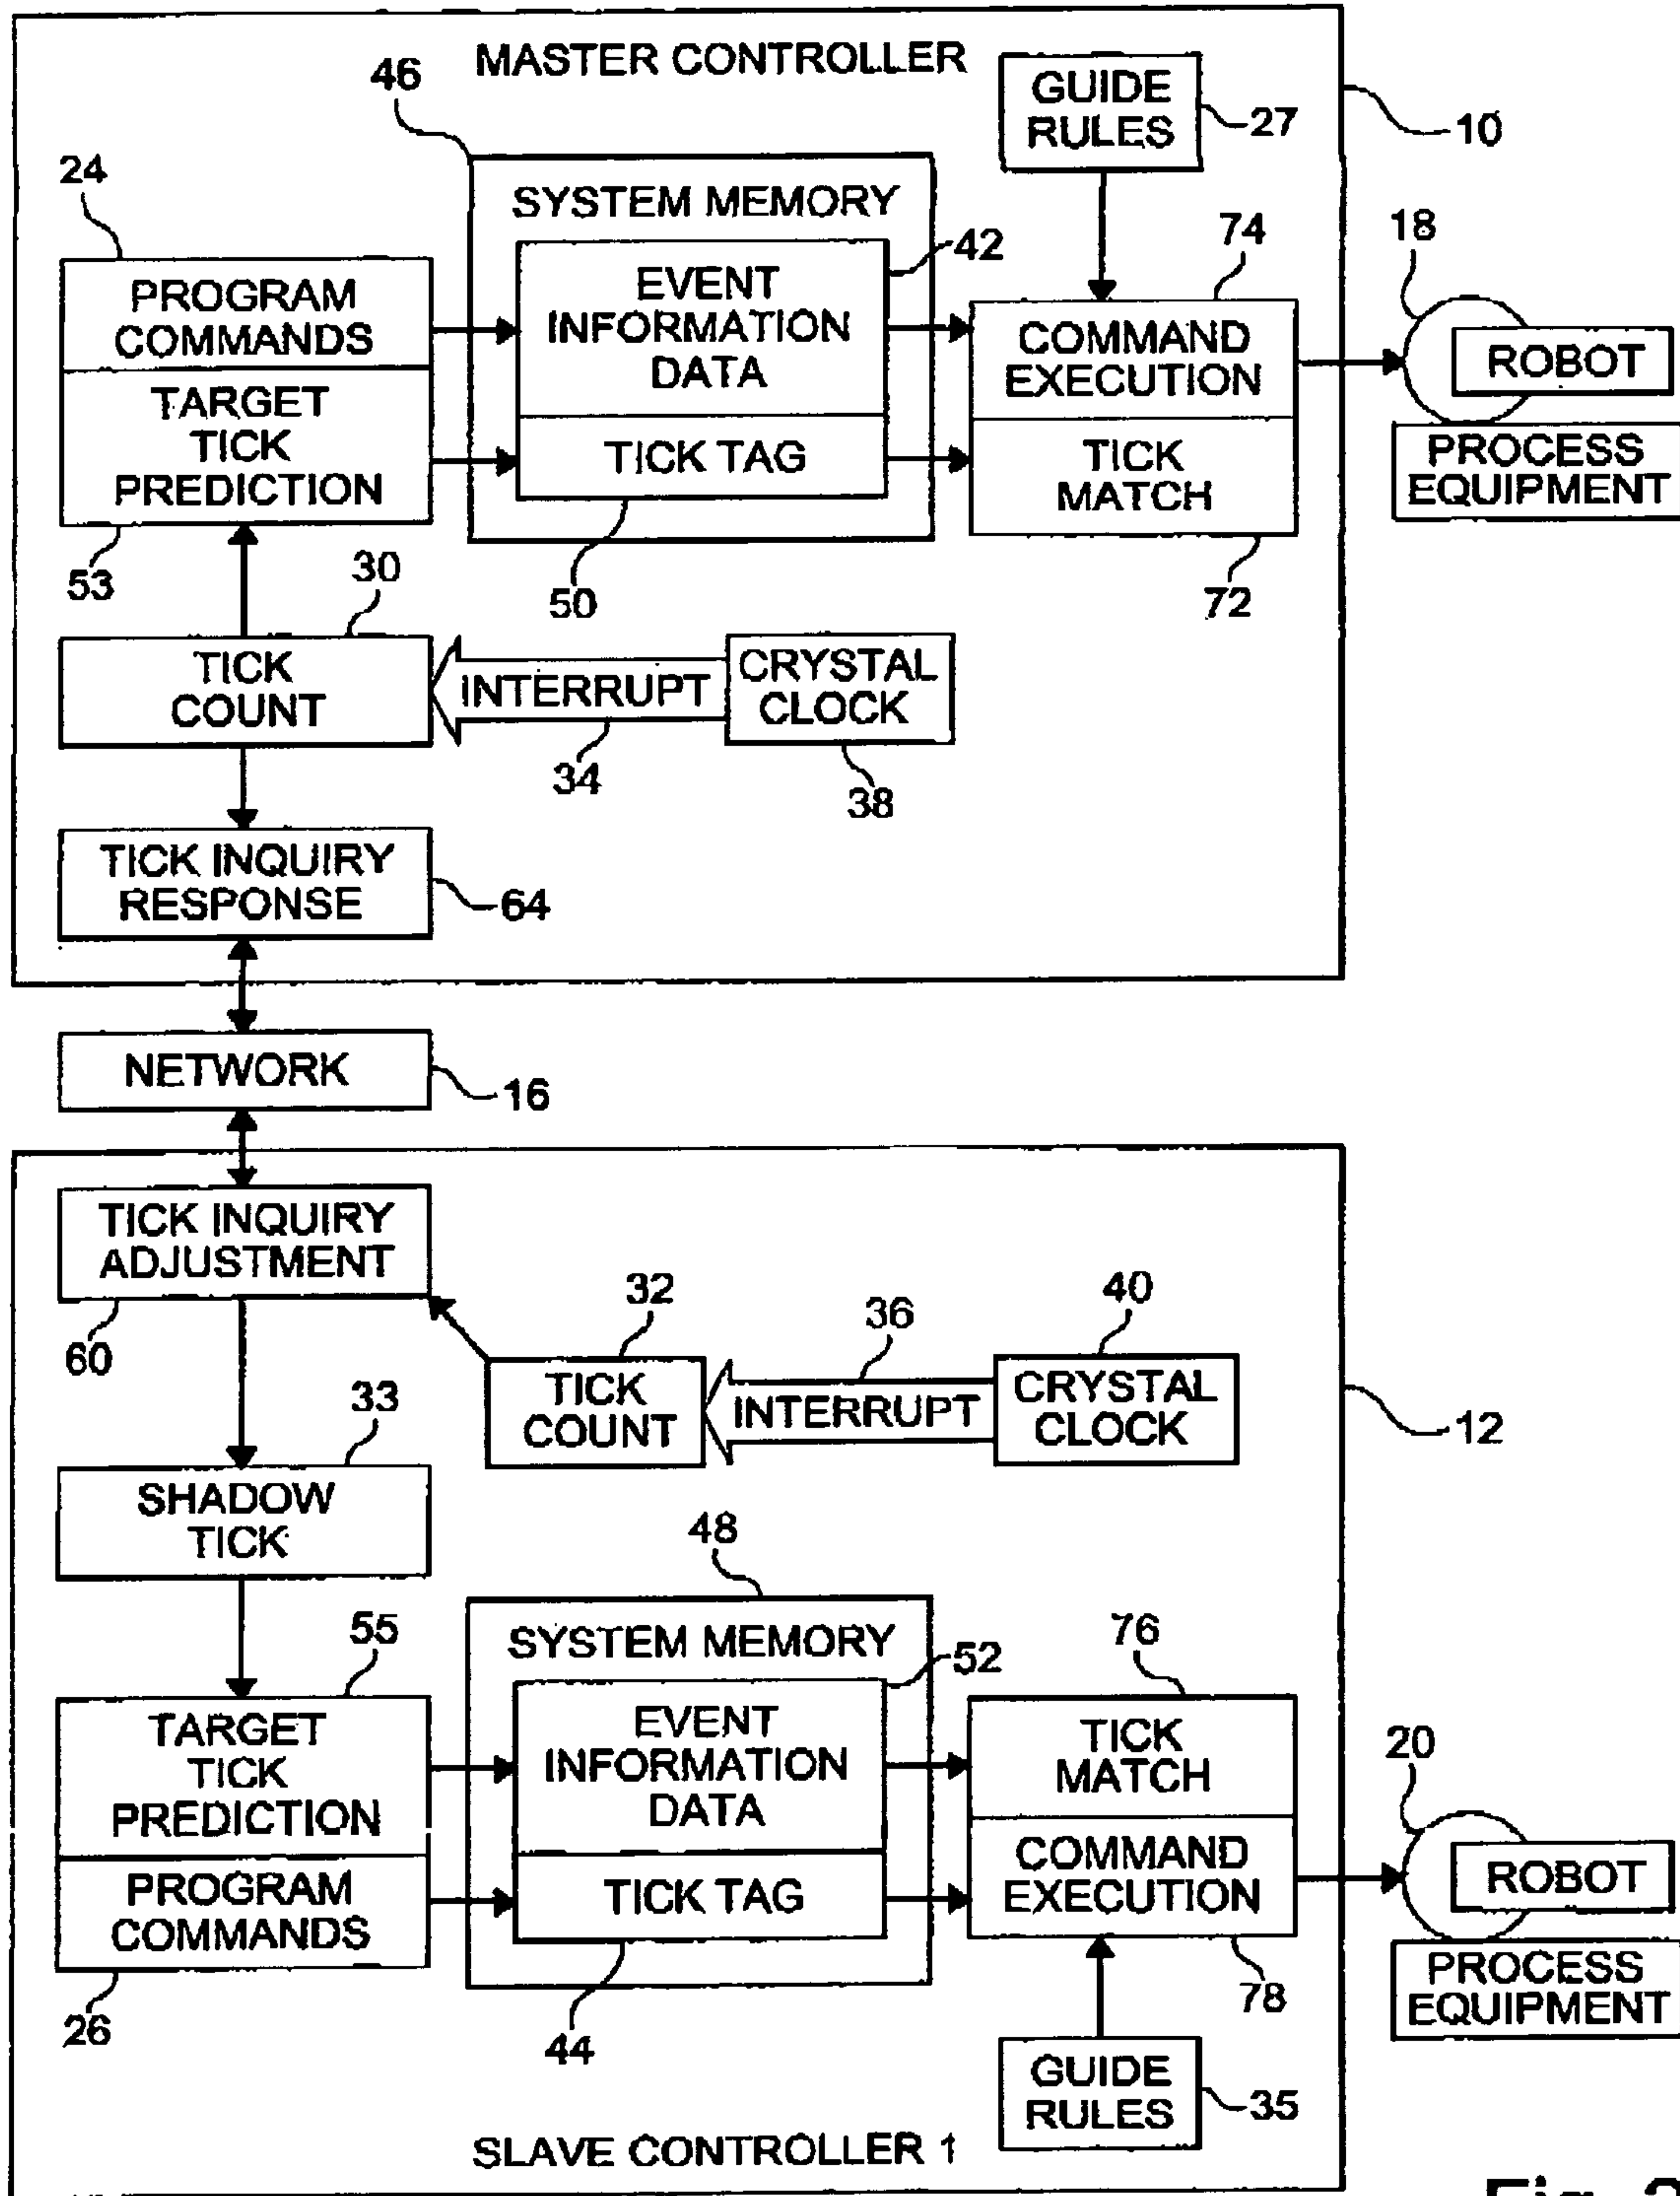 MASTER CONTROLLER
10
46
GUIDE
RULES
27
24
SYSTEM MEMORY
42
74
18
PROGRAM
COMMANDS
EVENT
INFORMATION
DATA
COMMAND
EXECUTION
ROBOT
TARGET
TICK
PREDICTION
TICK TAG
TICK
MATCH
PROCESS
EQUIPMENT
53
30
50
72
TICK
COUNT
INTERRUPT
CRYSTAL
CLOCK
34
38
TICK INQUIRY
RESPONSE
64
NETWORK
16
TICK INQUIRY
ADJUSTMENT
60
32
36
40
TICK
COUNT
INTERRUPT
CRYSTAL
CLOCK
12
33
SHADOW
TICK
48
55
SYSTEM MEMORY
52
76
20
TARGET
TICK
PREDICTION
EVENT
INFORMATION
DATA
TICK
MATCH
PROGRAM
COMMANDS
TICK TAG
COMMAND
EXECUTION
ROBOT
PROCESS
EQUIPMENT
26
44
78
GUIDE
RULES
35
SLAVE CONTROLLER 1